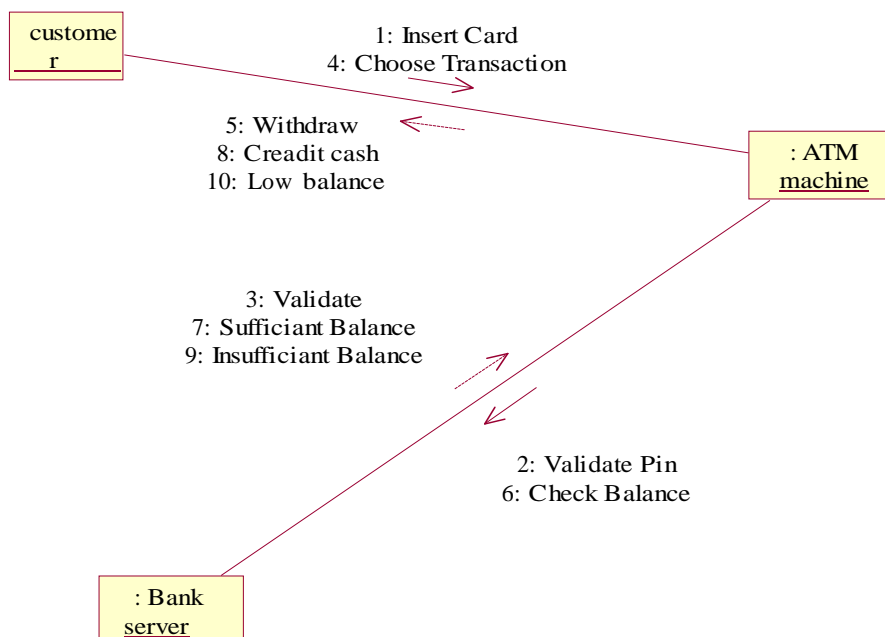 custome
r
1: Insert Card
4: Choose Transaction
5: Withdraw
8: Creadit cash
10: Low balance
: ATM
machine
3: Validate
7: Sufficiant Balance
9: Insufficiant Balance
2: Validate Pin
6: Check Balance
: Bank
server